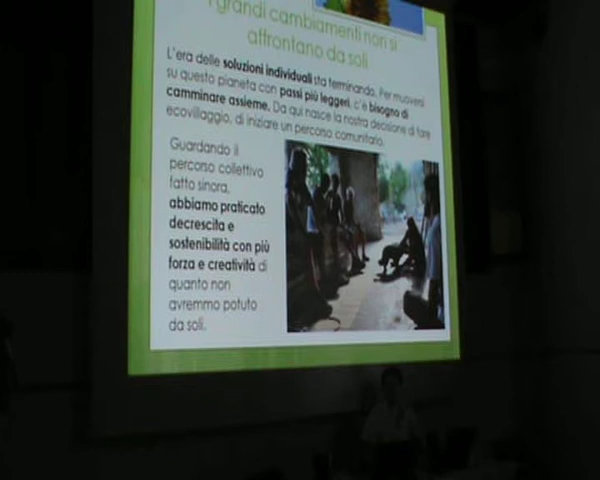 I grandi cambiamenti non si
affrontano da soli
L'era delle soluzioni individuali sta terminando. Per muoversi
su questo pianeta con passi più leggeri, c'è bisogno di
camminare assieme. Da qui nasce la nostra decisione di fare
ecovillaggio, di iniziare un percorso comunitario.
Guardando il
percorso collettivo
fatto sinora,
abbiamo praticato
decrescita e
sostenibilità con più
forza e creatività di
quanto non
avremmo potuto
da soli.